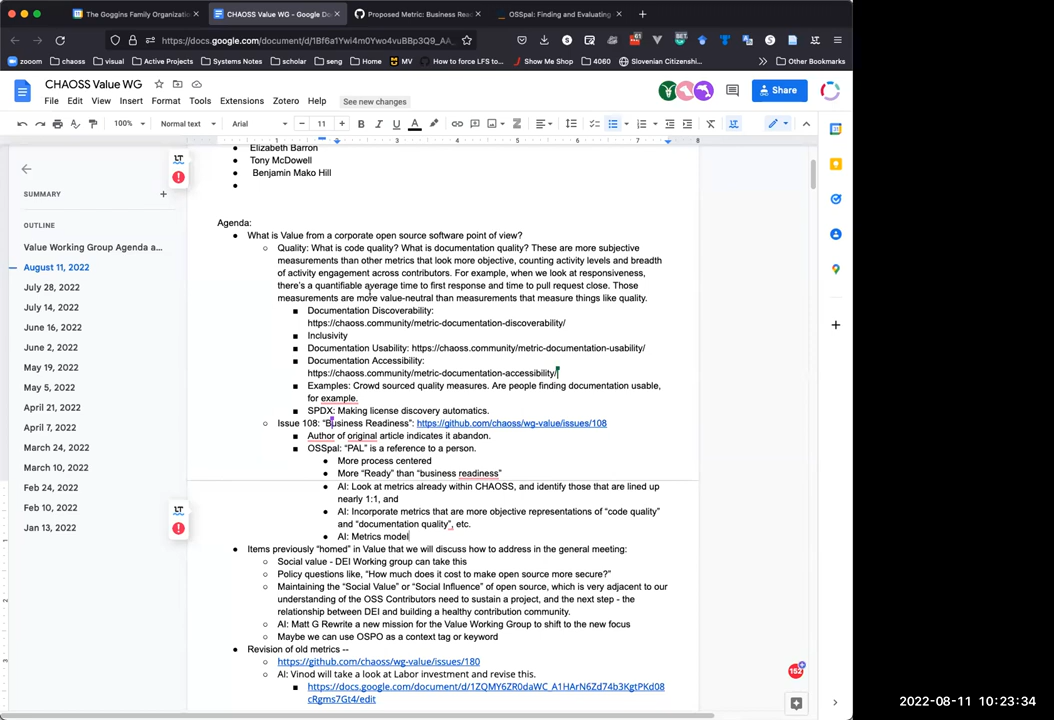 The Goggins Family Organizatio
CHAOSS Value WG - Google Do
Proposed Metric: Business Rea
OSSpal: Finding and Evaluating
https://docs.google.com/document/d/1Bf6a1Ywi4m0Ywo4vuBBp3Q9_AA_
zooom
chaoss
visual
Active Projects
Systems Notes
scholar
seng
Home
MV
How to force LFS to...
Show Me Shop
4060
Slovenian Citizenshi...
Other Bookmarks
CHAOSS Value WG
File Edit View Insert Format Tools Extensions Zotero Help
See new changes
Share
100%
Normal text
Arial
11
3 4 5 6 7 8
SUMMARY
OUTLINE
Value Working Group Agenda a...
August 11, 2022
July 28, 2022
July 14, 2022
June 16, 2022
June 2, 2022
May 19, 2022
May 5, 2022
April 21, 2022
April 7, 2022
March 24, 2022
March 10, 2022
Feb 24, 2022
Feb 10, 2022
Jan 13, 2022
Elizabeth Barron
Tony McDowell
Benjamin Mako Hill
Agenda:
What is Value from a corporate open source software point of view?
Quality: What is code quality? What is documentation quality? These are more subjective
measurements than other metrics that look more objective, counting activity levels and breadth
of activity engagement across contributors. For example, when we look at responsiveness,
there's a quantifiable average time to first response and time to pull request close. Those
measurements are more value-neutral than measurements that measure things like quality.
Documentation Discoverability:
https://chaoss.community/metric-documentation-discoverability/
Inclusivity
Documentation Usability: https://chaoss.community/metric-documentation-usability/
Documentation Accessibility:
https://chaoss.community/metric-documentation-accessibility/
Examples: Crowd sourced quality measures. Are people finding documentation usable,
for example.
SPDX: Making license discovery automatics.
Issue 108: "Business Readiness": https://github.com/chaoss/wg-value/issues/108
Author of original article indicates it abandon.
OSSpal: "PAL" is a reference to a person.
More process centered
More "Ready" than "business readiness"
AI: Look at metrics already within CHAOSS, and identify those that are lined up
nearly 1:1, and
AI: Incorporate metrics that are more objective representations of "code quality"
and "documentation quality", etc.
AI: Metrics model
Items previously "homed" in Value that we will discuss how to address in the general meeting:
Social value - DEI Working group can take this
Policy questions like, "How much does it cost to make open source more secure?"
Maintaining the "Social Value" or "Social Influence" of open source, which is very adjacent to our
understanding of the OSS Contributors need to sustain a project, and the next step - the
relationship between DEI and building a healthy contribution community.
AI: Matt G Rewrite a new mission for the Value Working Group to shift to the new focus
Maybe we can use OSPO as a context tag or keyword
Revision of old metrics --
https://github.com/chaoss/wg-value/issues/180
AI: Vinod will take a look at Labor investment and revise this.
https://docs.google.com/document/d/1ZQMY6ZR0daWC_A1HArN6Zd74b3KgtPKd08
cRgms7Gt4/edit
152
2022-08-11 10:23:34